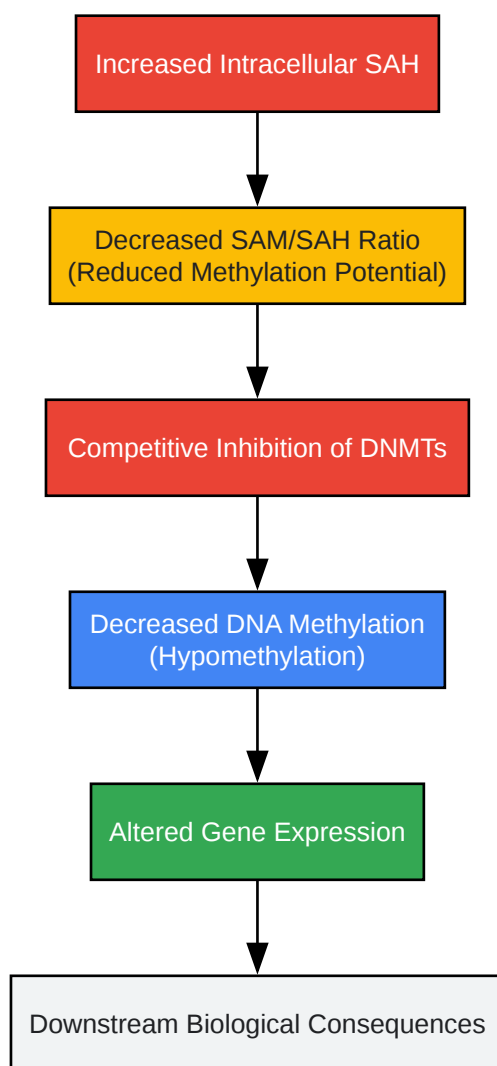 Increased Intracellular SAH
Decreased SAM/SAH Ratio
(Reduced Methylation Potential)
Competitive Inhibition of DNMTs
Decreased DNA Methylation
(Hypomethylation)
Altered Gene Expression
Downstream Biological Consequences